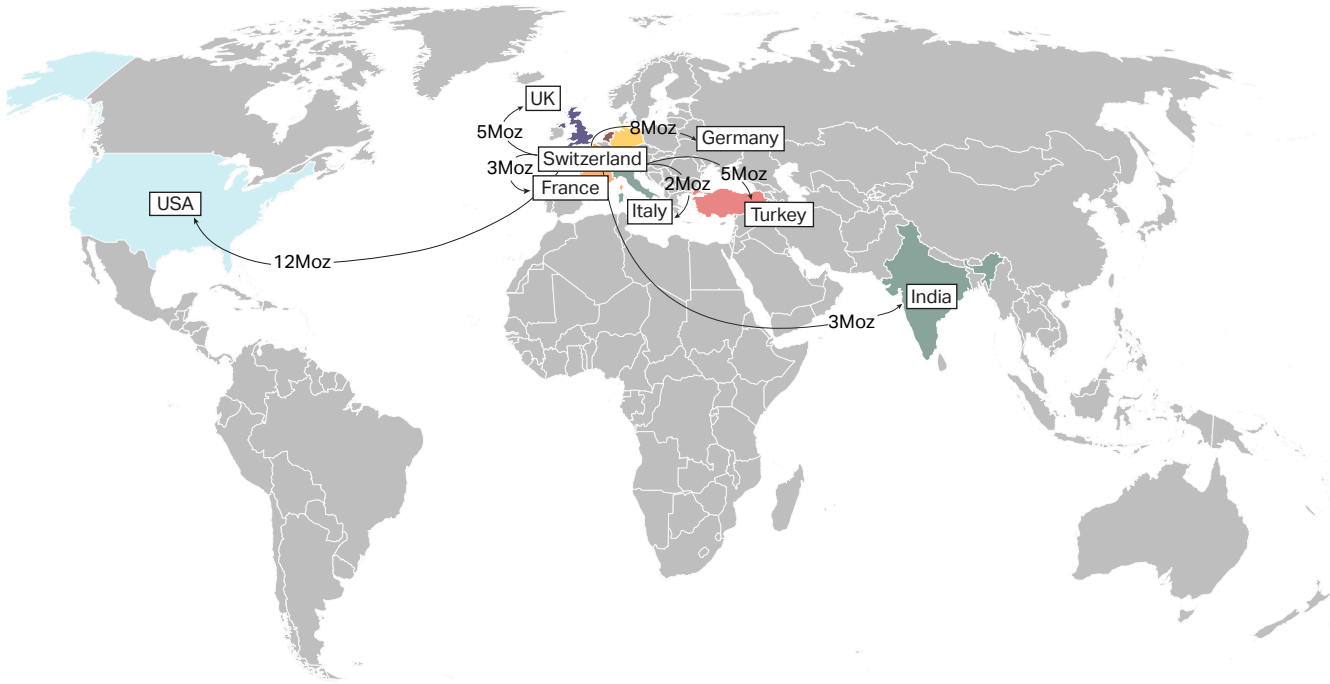 UK
8Moz
5Moz
Germany
Switzerland
3Moz
5Moz
France
2Moz
USA
Italy
Turkey
12Moz
India
3Moz